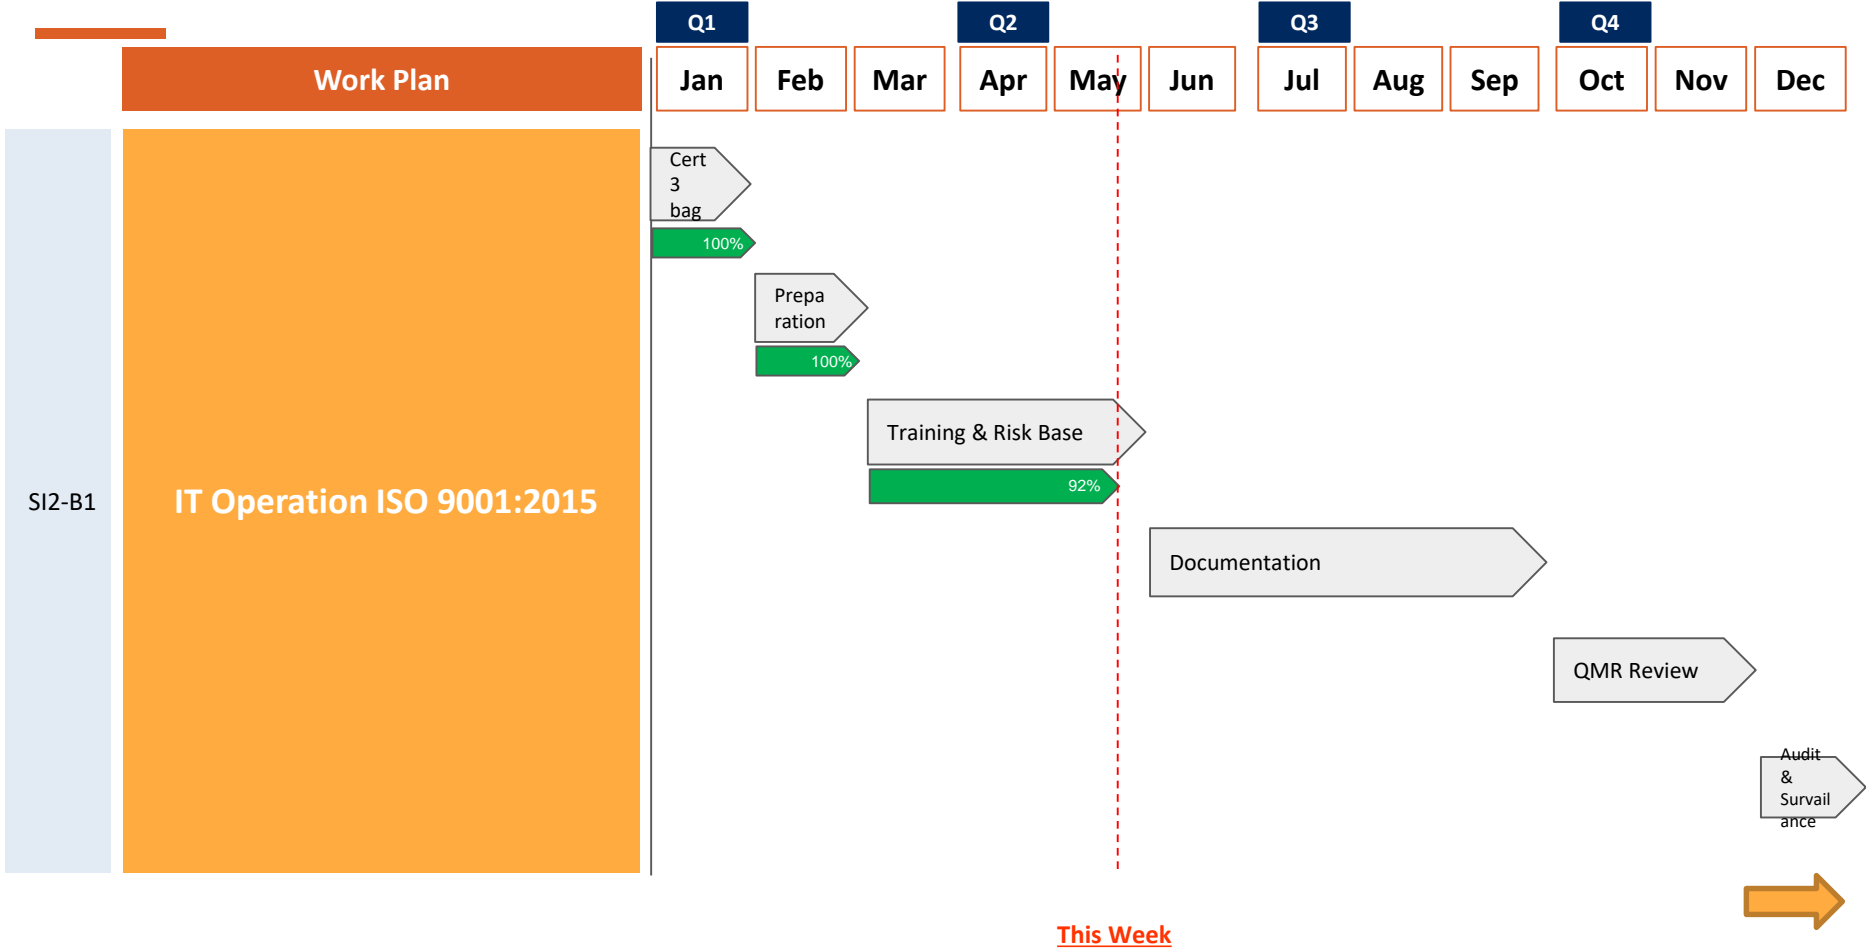 Q1 Q2 Q3 Q4
Work Plan Jan Feb Mar Apr May Jun Jul Aug Sep Oct Nov Dec
Cert
3
bag
100%
Prepa
ration
100%
Training & Risk Base
92%
SI2-B1
IT Operation ISO 9001:2015
Documentation
QMR Review
Audit
&
Survail
ance
This Week